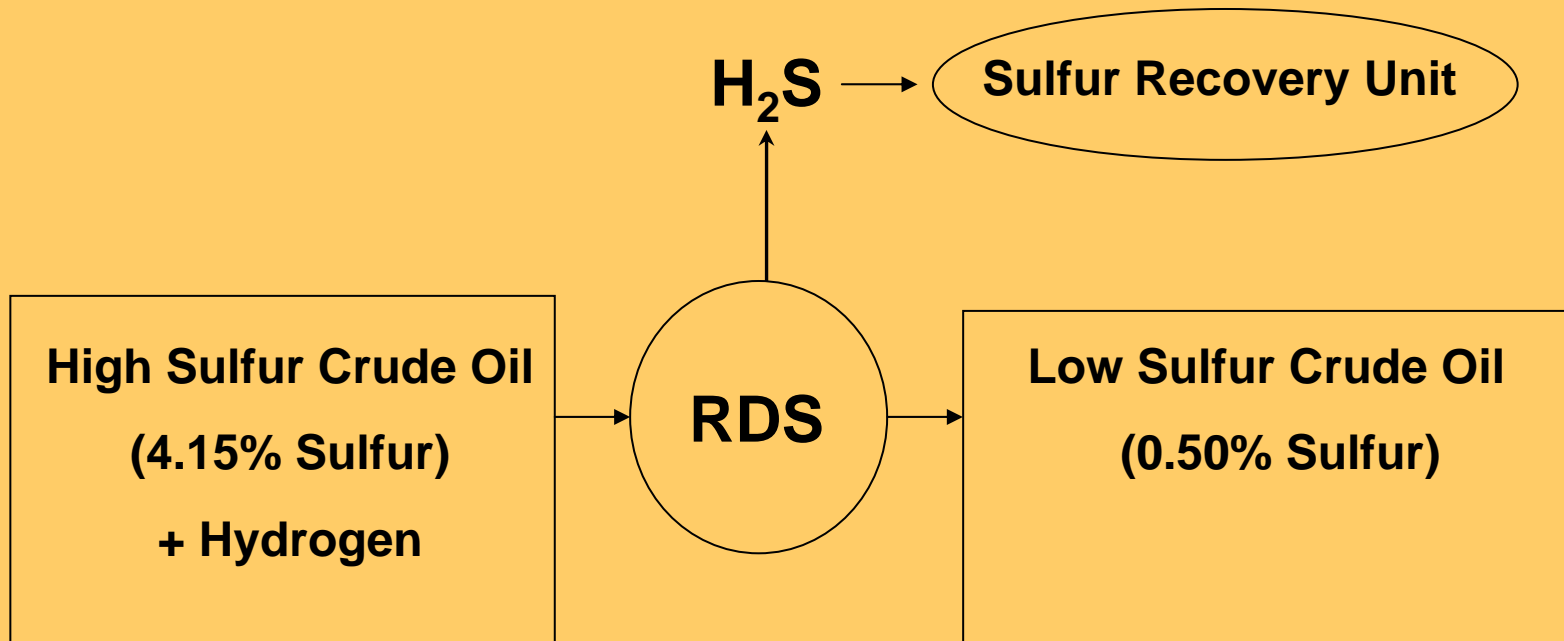 H₂S
Sulfur Recovery Unit
High Sulfur Crude Oil
(4.15% Sulfur)
+ Hydrogen
RDS
Low Sulfur Crude Oil
(0.50% Sulfur)